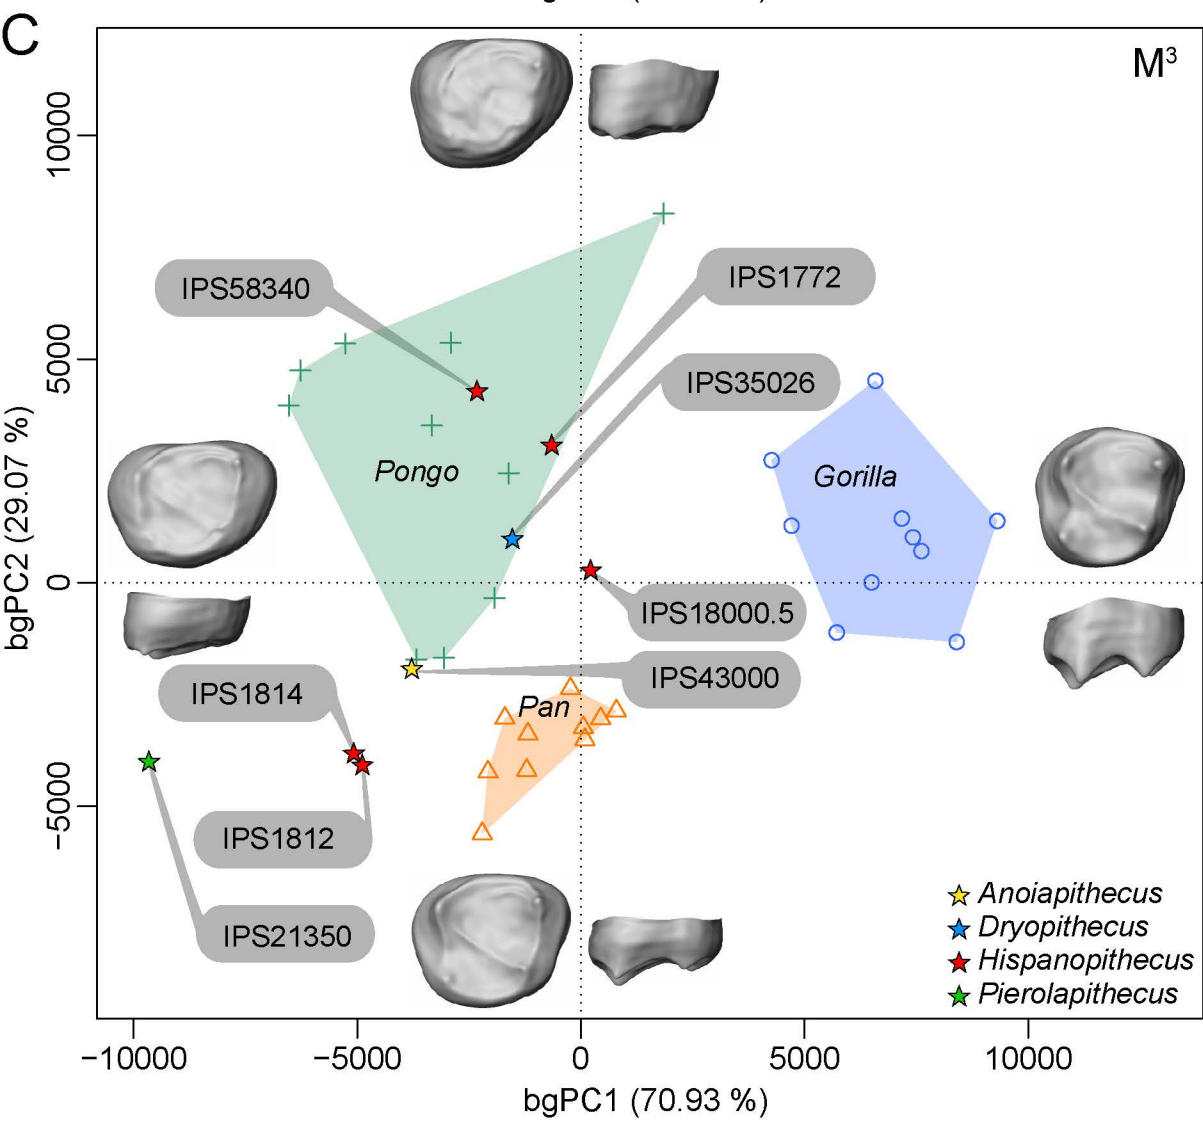 C
M³
10000
5000
0
−5000
bgPC2 (29.07 %)
IPS58340
IPS1772
IPS35026
Pongo
Gorilla
IPS18000.5
IPS43000
Pan
IPS1814
IPS1812
IPS21350
Anoiapithecus
Dryopithecus
Hispanopithecus
Pierolapithecus
−10000
−5000
0
5000
10000
bgPC1 (70.93 %)